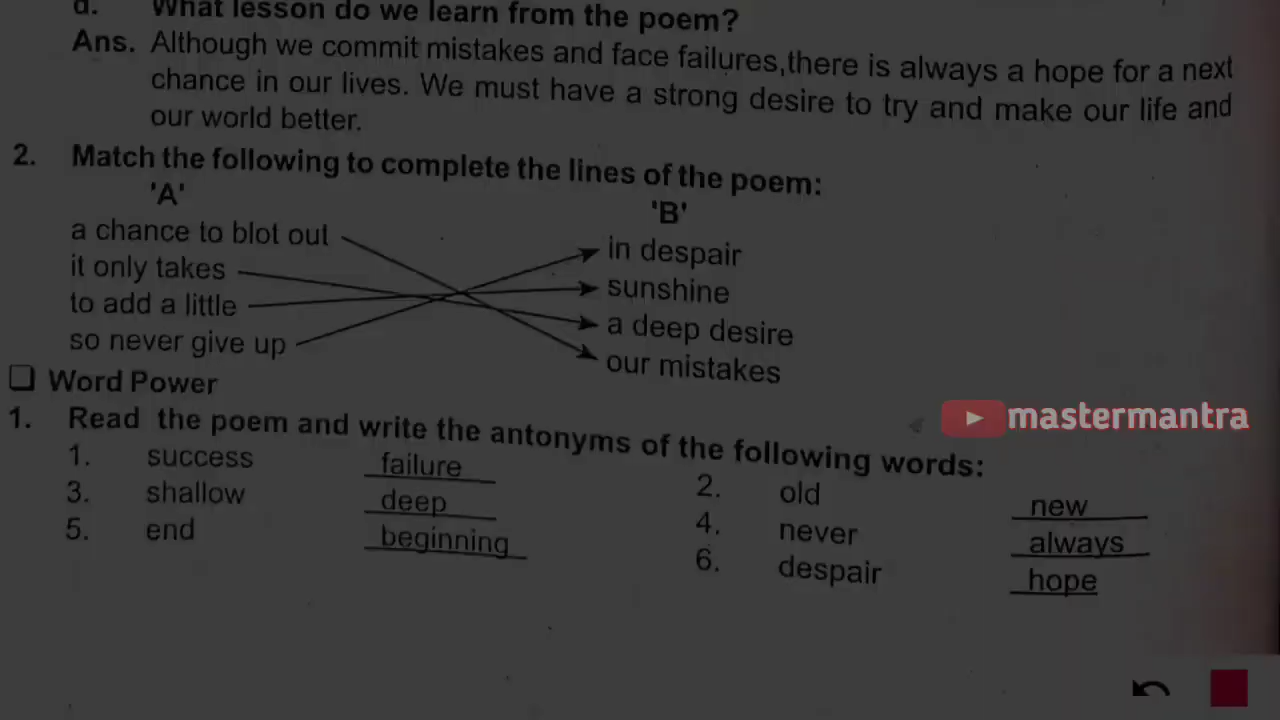 d. What lesson do we learn from the poem?
Ans. Although we commit mistakes and face failures,there is always a hope for a next
chance in our lives. We must have a strong desire to try and make our life and
our world better.
2. Match the following to complete the lines of the poem:
'A' 'B'
a chance to blot out in despair
it only takes sunshine
to add a little a deep desire
so never give up our mistakes
❑ Word Power
mastermantra
1. Read the poem and write the antonyms of the following words:
1. success failure 2. old new
3. shallow deep 4. never always
5. end beginning 6. despair hope